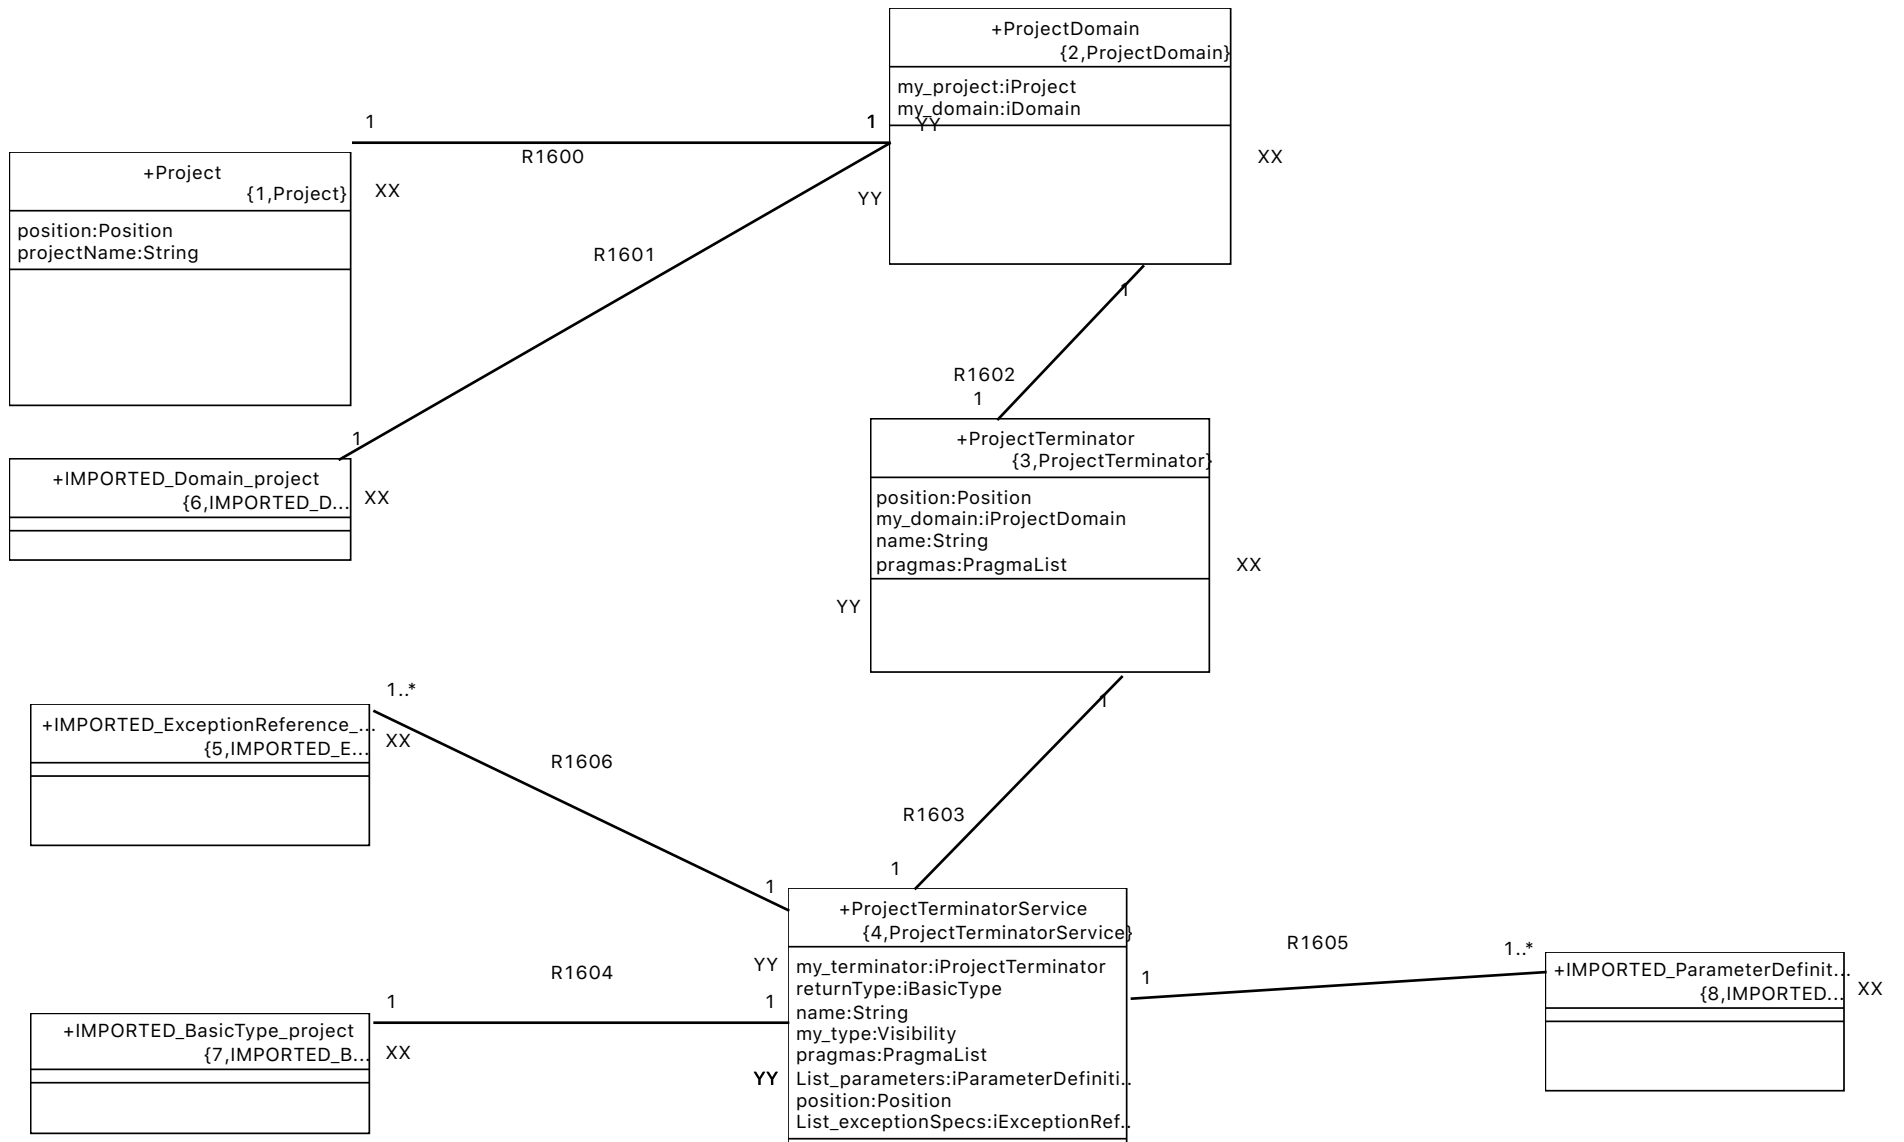 +ProjectDomain
{2,ProjectDomain}
my_project:iProject
my_domain:iDomain
1
1
YY
R1600
XX
+Project
{1,Project}
XX
YY
position:Position
projectName:String
R1601
1
R1602
1
1
+IMPORTED_Domain_project
{6,IMPORTED_D...
XX
+ProjectTerminator
{3,ProjectTerminator}
position:Position
my_domain:iProjectDomain
name:String
pragmas:PragmaList
XX
YY
1..*
1
+IMPORTED_ExceptionReference_...
{5,IMPORTED_E...
XX
R1606
R1603
1
1
+ProjectTerminatorService
{4,ProjectTerminatorService}
YY
my_terminator:iProjectTerminator
returnType:iBasicType
name:String
my_type:Visibility
pragmas:PragmaList
List_parameters:iParameterDefiniti..
position:Position
List_exceptionSpecs:iExceptionRef..
R1604
1
1
+IMPORTED_BasicType_project
{7,IMPORTED_B...
XX
YY
R1605
1
1..*
+IMPORTED_ParameterDefinit...
{8,IMPORTED...
XX